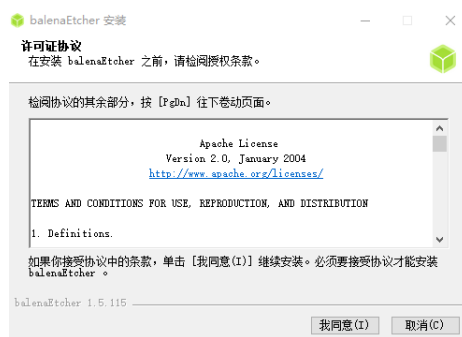 balenaEtcher 安装
许可证协议
在安装 balenaEtcher 之前，请检阅授权条款。
检阅协议的其余部分，按 [PgDn] 往下卷动页面。
Apache License
Version 2.0, January 2004
http://www.apache.org/licenses/
TERMS AND CONDITIONS FOR USE, REPRODUCTION, AND DISTRIBUTION
1. Definitions.
如果你接受协议中的条款，单击 [我同意(I)] 继续安装。必须要接受协议才能安装
balenaEtcher 。
balenaEtcher 1.5.115
我同意(I)
取消(C)